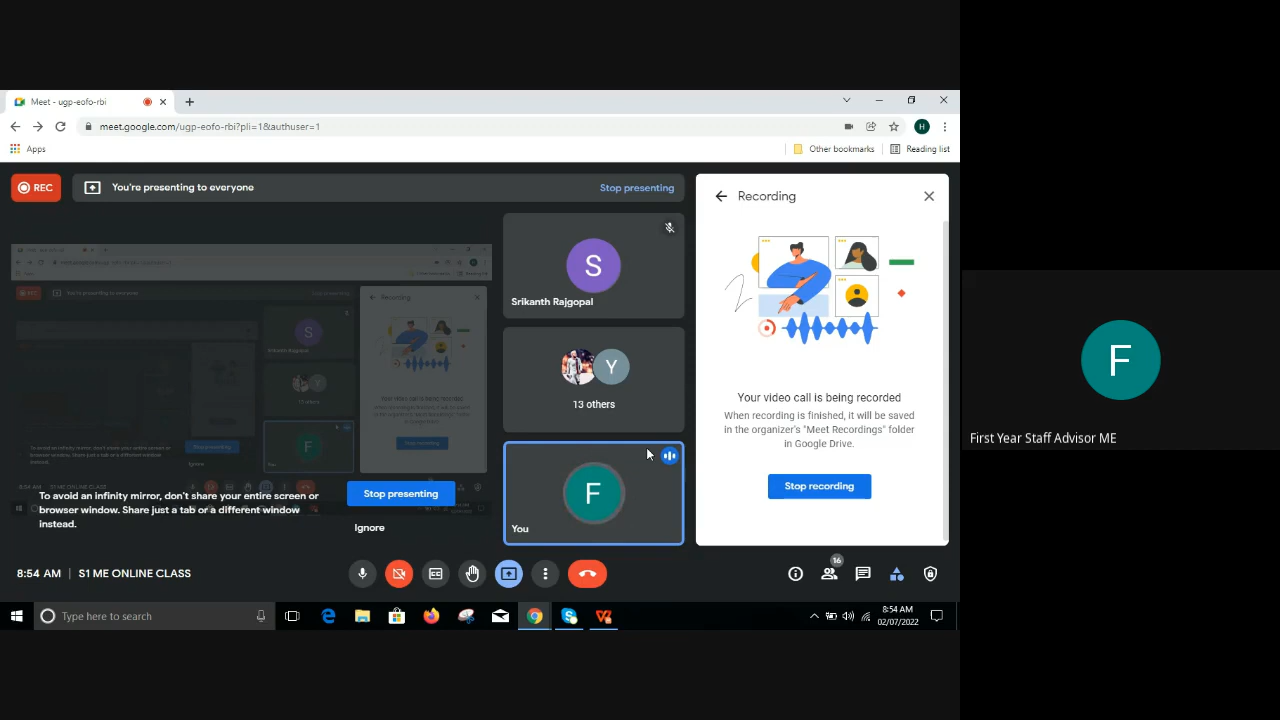 Meet - ugp-eofo-rbi
meet.google.com/ugp-eofo-rbi?pli=1&authuser=1
H
Apps
Other bookmarks
Reading list
REC
You're presenting to everyone
Stop presenting
S
Srikanth Rajgopal
Y
13 others
F
You
Recording
Your video call is being recorded
When recording is finished, it will be saved
in the organizer's "Meet Recordings" folder
in Google Drive.
Stop recording
To avoid an infinity mirror, don't share your entire screen or
browser window. Share just a tab or a different window
instead.
Stop presenting
Ignore
8:54 AM | S1 ME ONLINE CLASS
16
Type here to search
8:54 AM
02/07/2022
F
First Year Staff Advisor ME